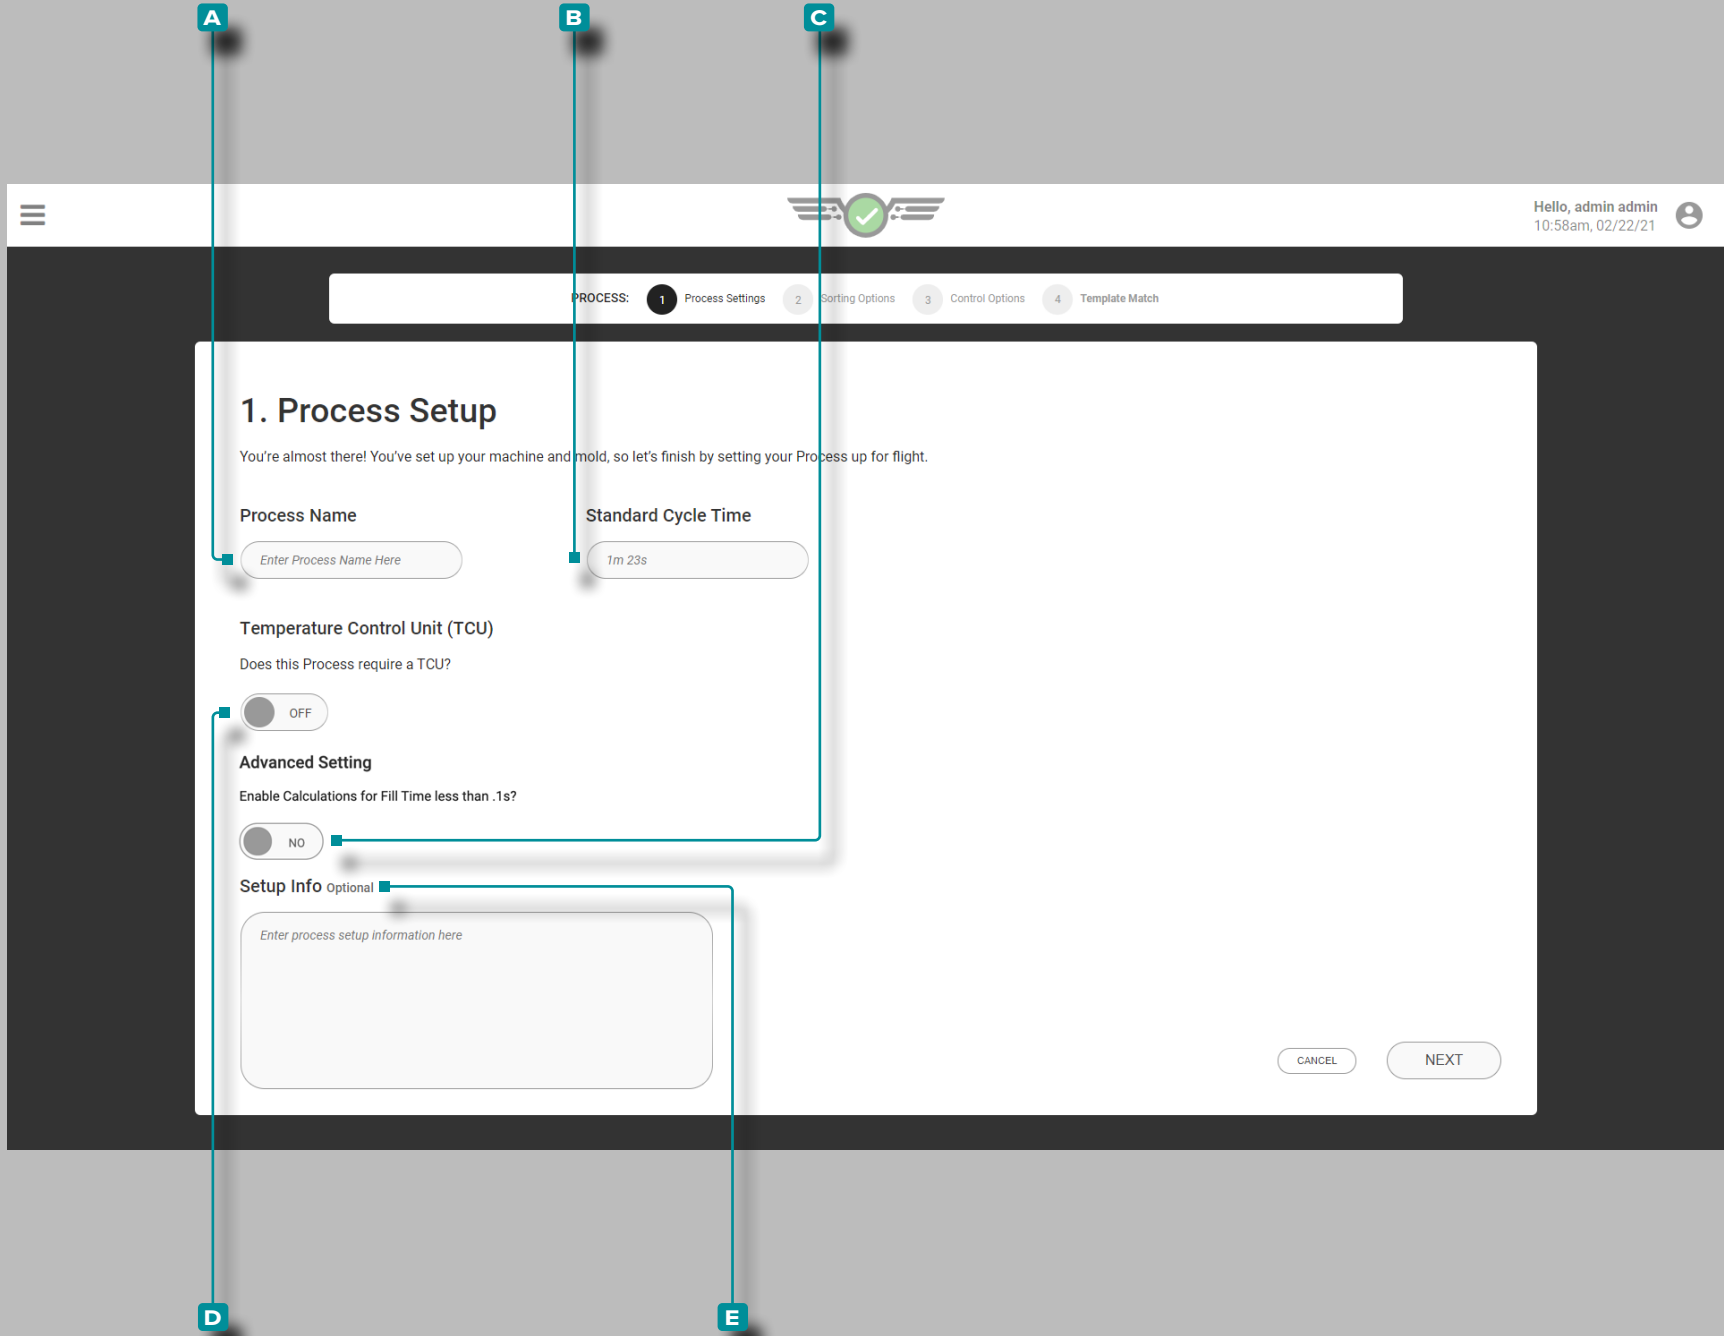 A B C
Hello, admin admin
10:58am, 02/22/21
PROCESS: 1 Process Settings 2 Sorting Options 3 Control Options 4 Template Match
1. Process Setup
You're almost there! You've set up your machine and mold, so let's finish by setting your Process up for flight.
Process Name Standard Cycle Time
Enter Process Name Here 1m 23s
Temperature Control Unit (TCU)
Does this Process require a TCU?
OFF
Advanced Setting
Enable Calculations for Fill Time less than .1s?
NO
Setup Info Optional
Enter process setup information here
CANCEL NEXT
D E